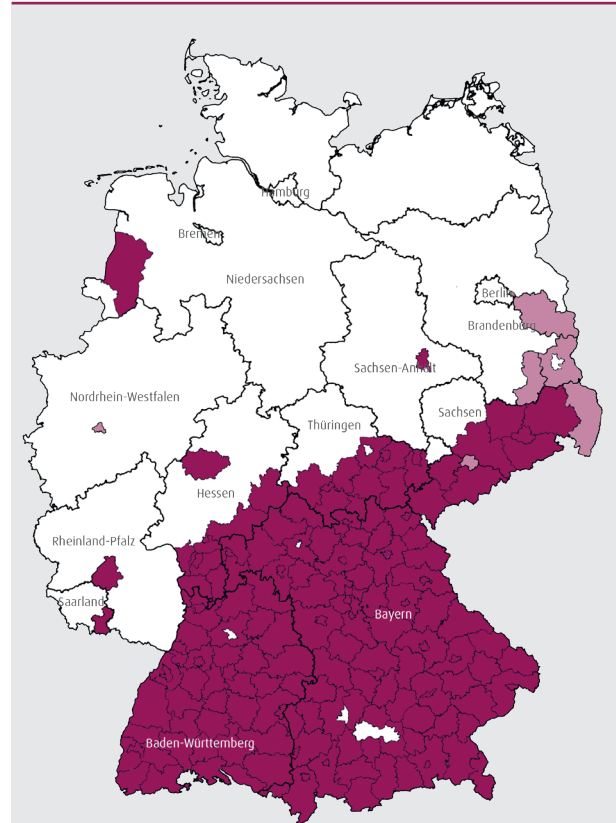 Hamburg
Bremen
Niedersachsen
Berlin
Brandenburg
Sachsen-Anhalt
Nordrhein-Westfalen
Sachsen
Thüringen
Hessen
Rheinland-Pfalz
Saarland
Bayern
Baden-Württemberg